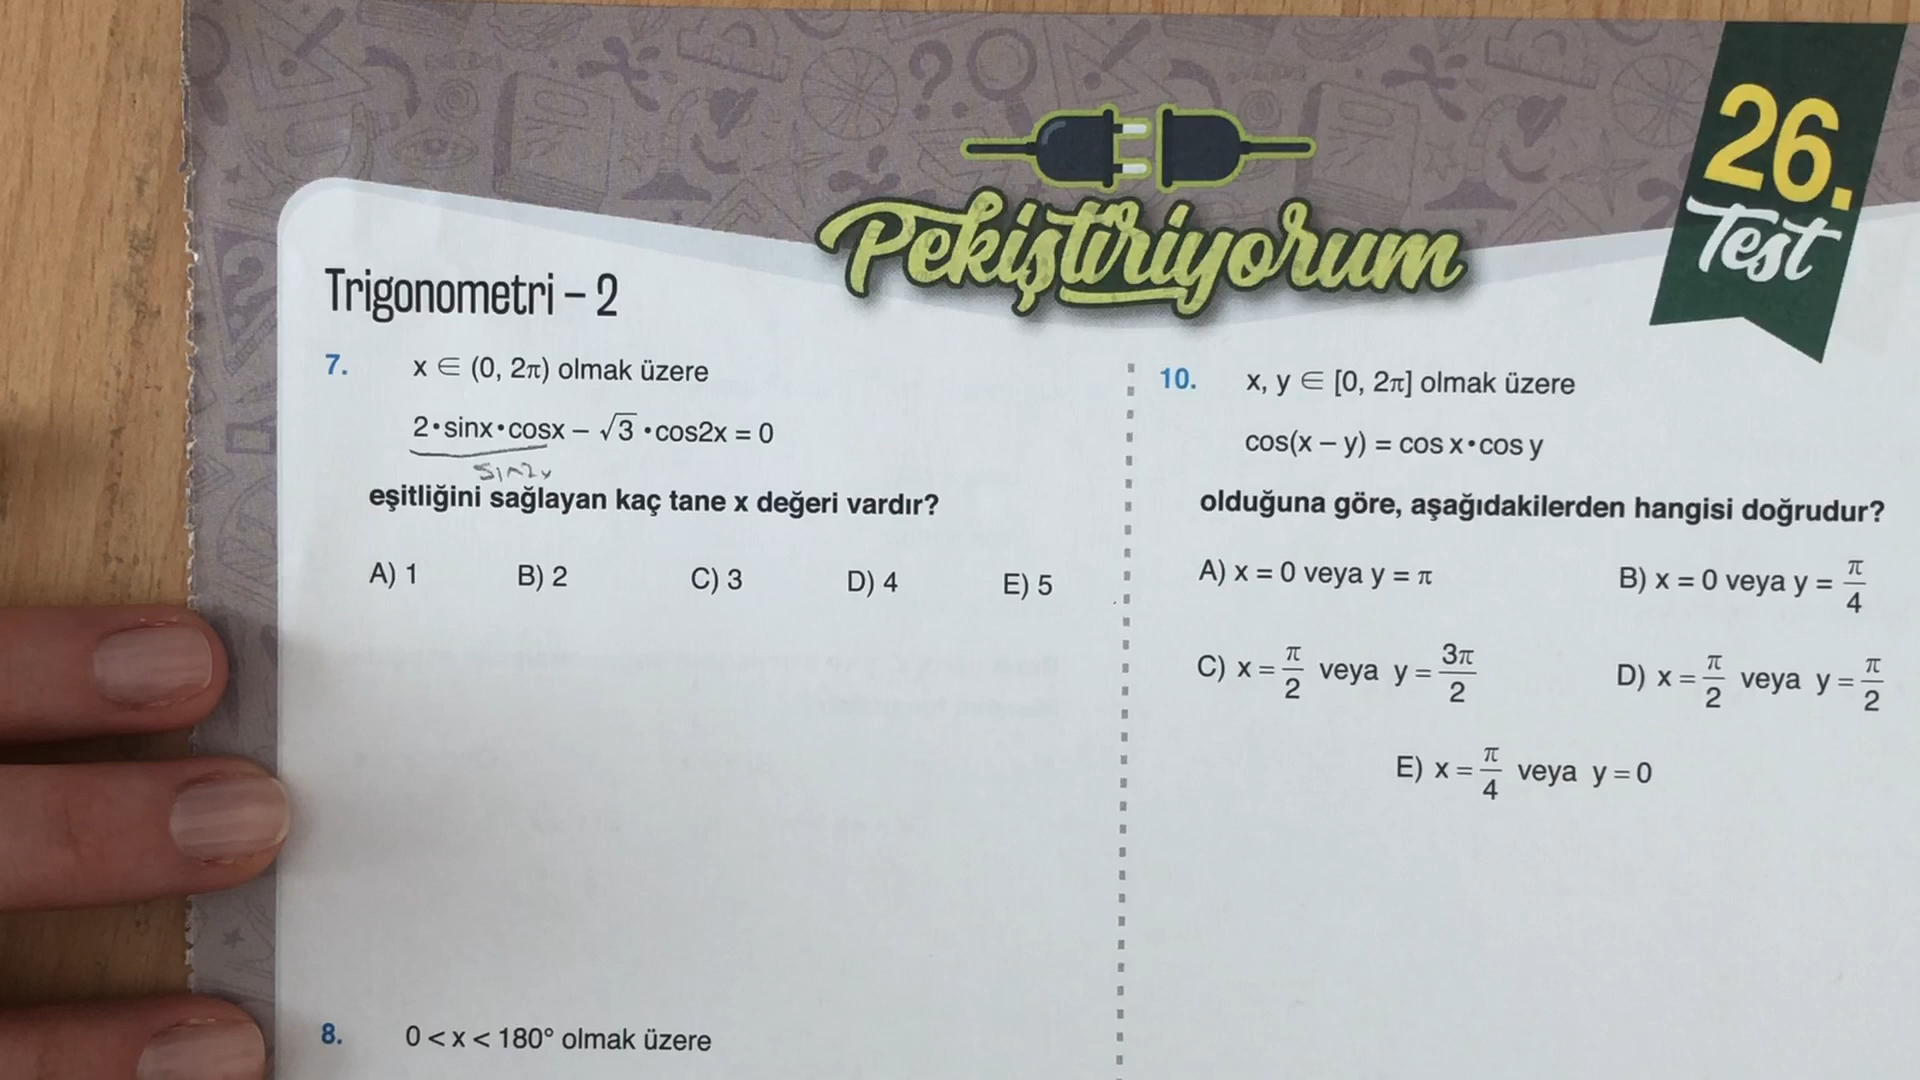 26.
Test
Pekiştiriyorum
Trigonometri – 2
7. x ∈ (0, 2π) olmak üzere
2·sinx·cosx – √3·cos2x = 0
sin2x
eşitliğini sağlayan kaç tane x değeri vardır?
A) 1 B) 2 C) 3 D) 4 E) 5
8. 0 < x < 180° olmak üzere
10. x, y ∈ [0, 2π] olmak üzere
cos(x – y) = cos x·cos y
olduğuna göre, aşağıdakilerden hangisi doğrudur?
A) x = 0 veya y = π B) x = 0 veya y = π/4
C) x = π/2 veya y = 3π/2 D) x = π/2 veya y = π/2
E) x = π/4 veya y = 0